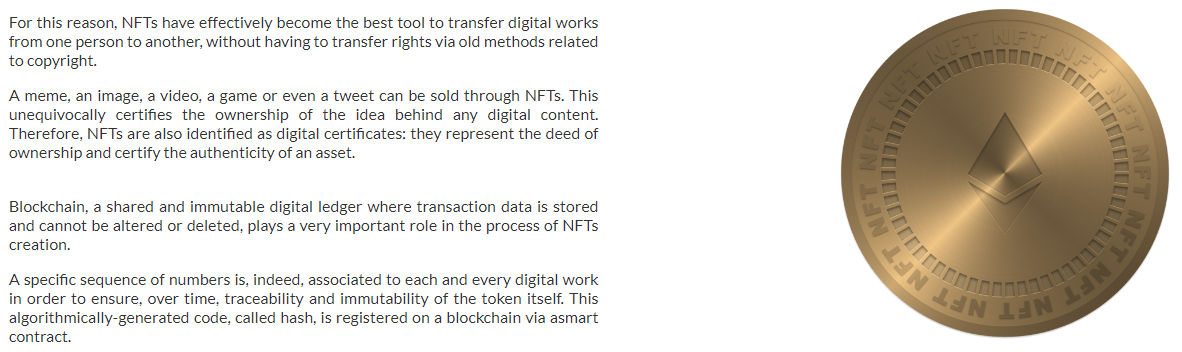 For this reason, NFTs have effectively become the best tool to transfer digital works
from one person to another, without having to transfer rights via old methods related
to copyright.
A meme, an image, a video, a game or even a tweet can be sold through NFTs. This
unequivocally certifies the ownership of the idea behind any digital content.
Therefore, NFTs are also identified as digital certificates: they represent the deed of
ownership and certify the authenticity of an asset.
Blockchain, a shared and immutable digital ledger where transaction data is stored
and cannot be altered or deleted, plays a very important role in the process of NFTs
creation.
A specific sequence of numbers is, indeed, associated to each and every digital work
in order to ensure, over time, traceability and immutability of the token itself. This
algorithmically-generated code, called hash, is registered on a blockchain via asmart
contract.
NFT NFT NFT NFT NFT NFT NFT NFT NFT NFT NFT NFT NFT NFT